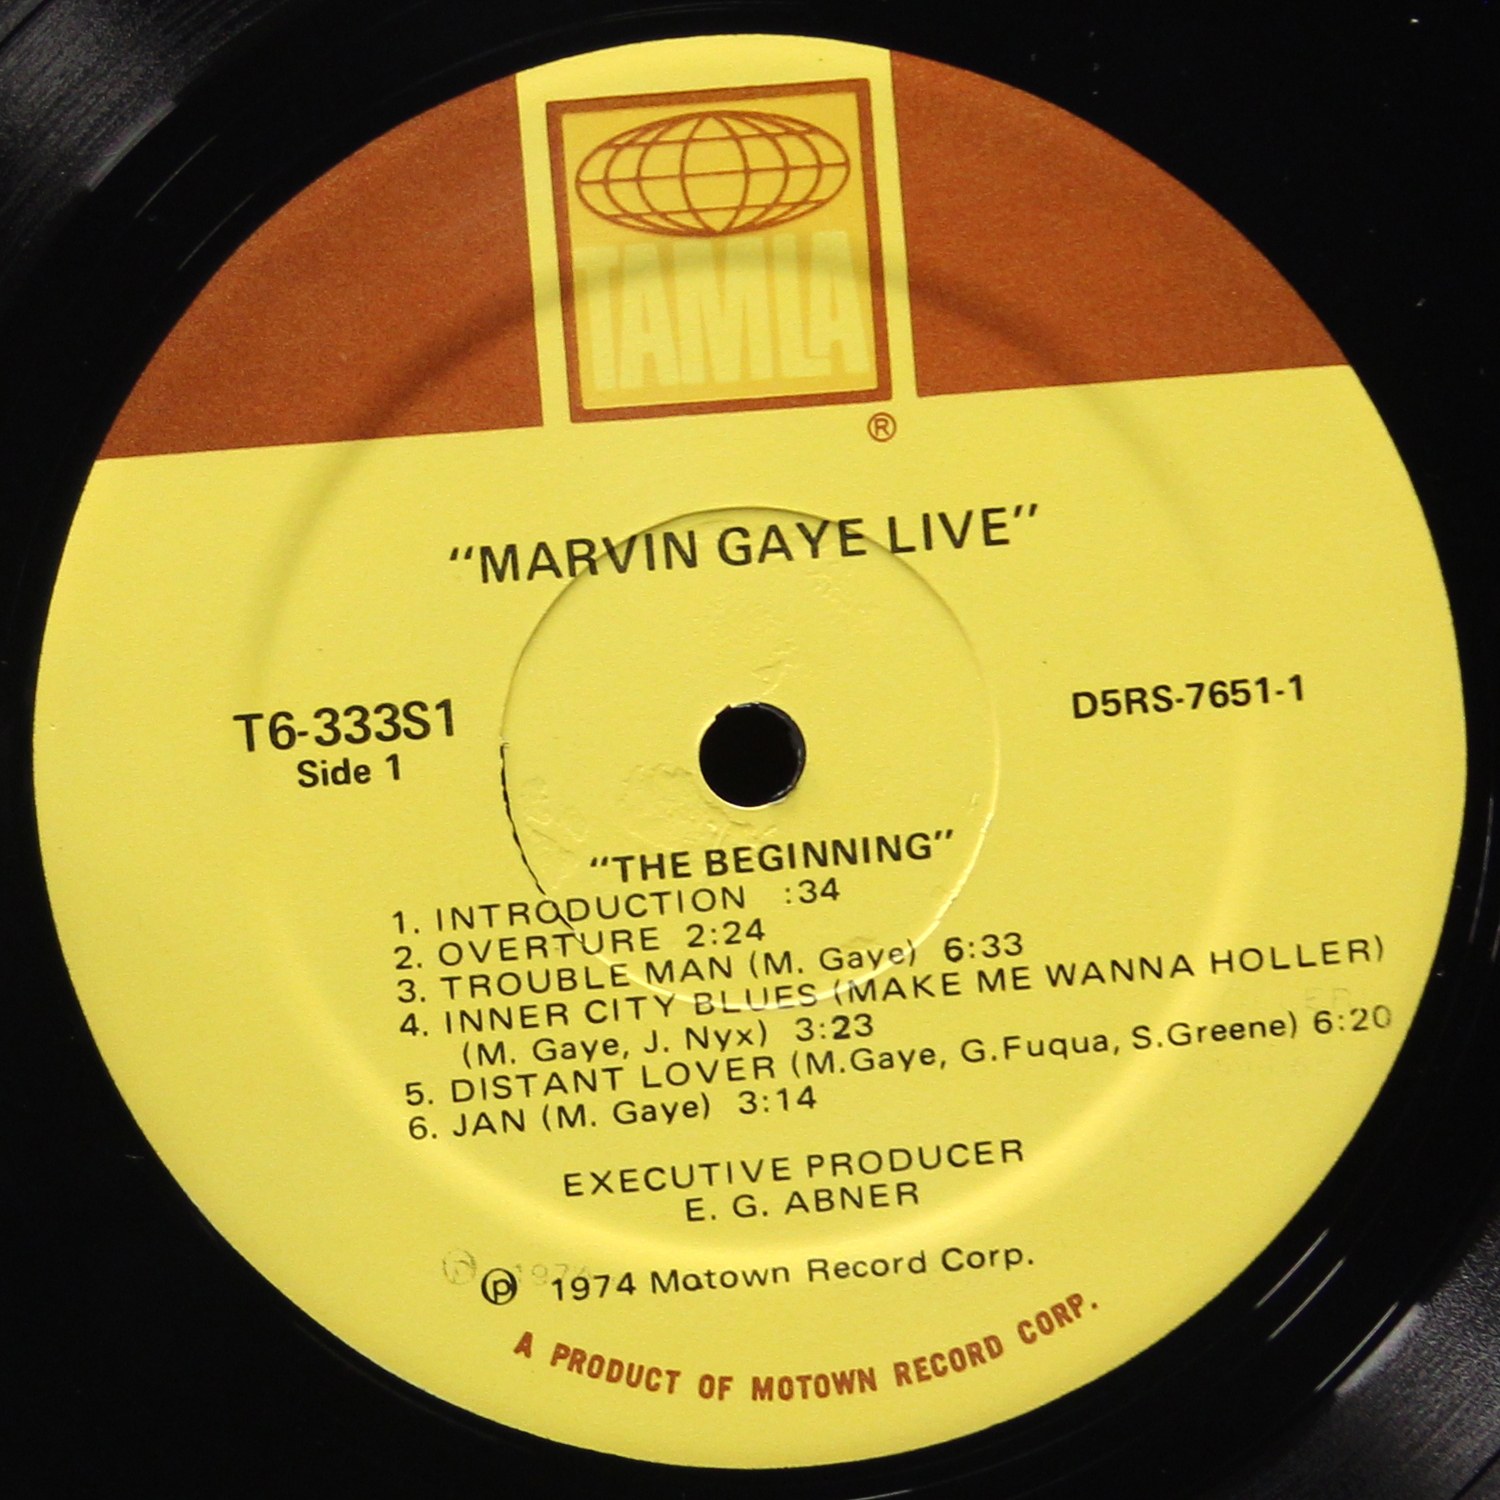 TAMLA
®
“MARVIN GAYE LIVE”
T6-333S1
Side 1
D5RS-7651-1
“THE BEGINNING”
1. INTRODUCTION :34
2. OVERTURE 2:24
3. TROUBLE MAN (M. Gaye) 6:33
4. INNER CITY BLUES (MAKE ME WANNA HOLLER)
(M. Gaye, J. Nyx) 3:23
5. DISTANT LOVER (M.Gaye, G.Fuqua, S.Greene) 6:20
6. JAN (M. Gaye) 3:14
EXECUTIVE PRODUCER
E. G. ABNER
℗ 1974 Motown Record Corp.
A PRODUCT OF MOTOWN RECORD CORP.